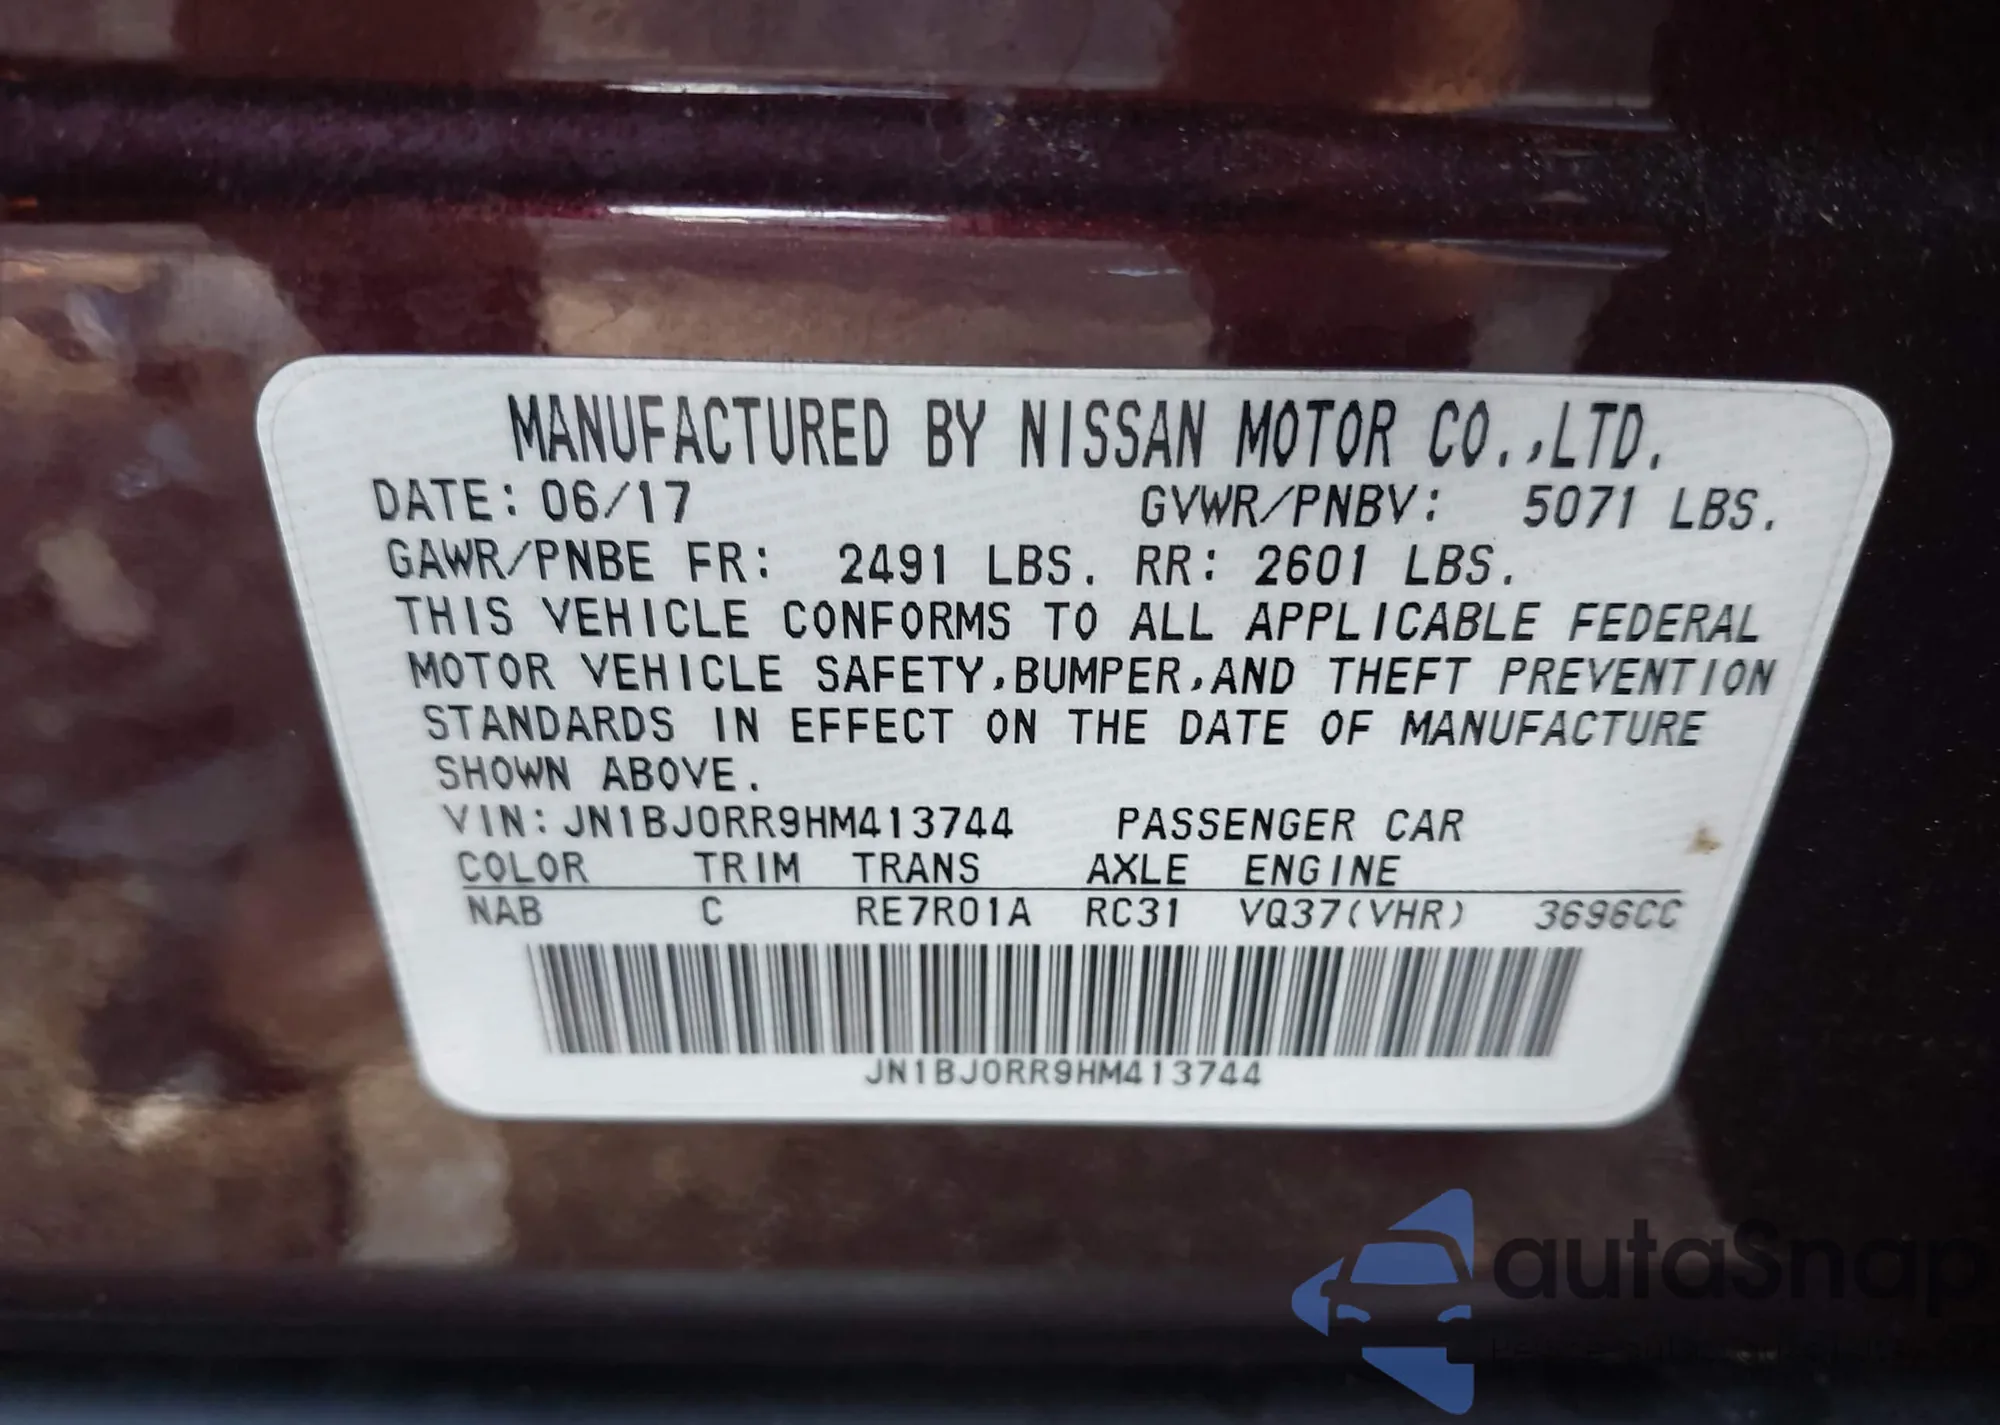 MANUFACTURED BY NISSAN MOTOR CO.,LTD.
DATE: 06/17 GVWR/PNBV: 5071 LBS.
GAWR/PNBE FR: 2491 LBS. RR: 2601 LBS.
THIS VEHICLE CONFORMS TO ALL APPLICABLE FEDERAL
MOTOR VEHICLE SAFETY,BUMPER,AND THEFT PREVENTION
STANDARDS IN EFFECT ON THE DATE OF MANUFACTURE
SHOWN ABOVE.
VIN: JN1BJ0RR9HM413744 PASSENGER CAR
COLOR TRIM TRANS AXLE ENGINE
NAB C RE7R01A RC31 VQ37(VHR) 3696CC
JN1BJ0RR9HM413744
autaSnap